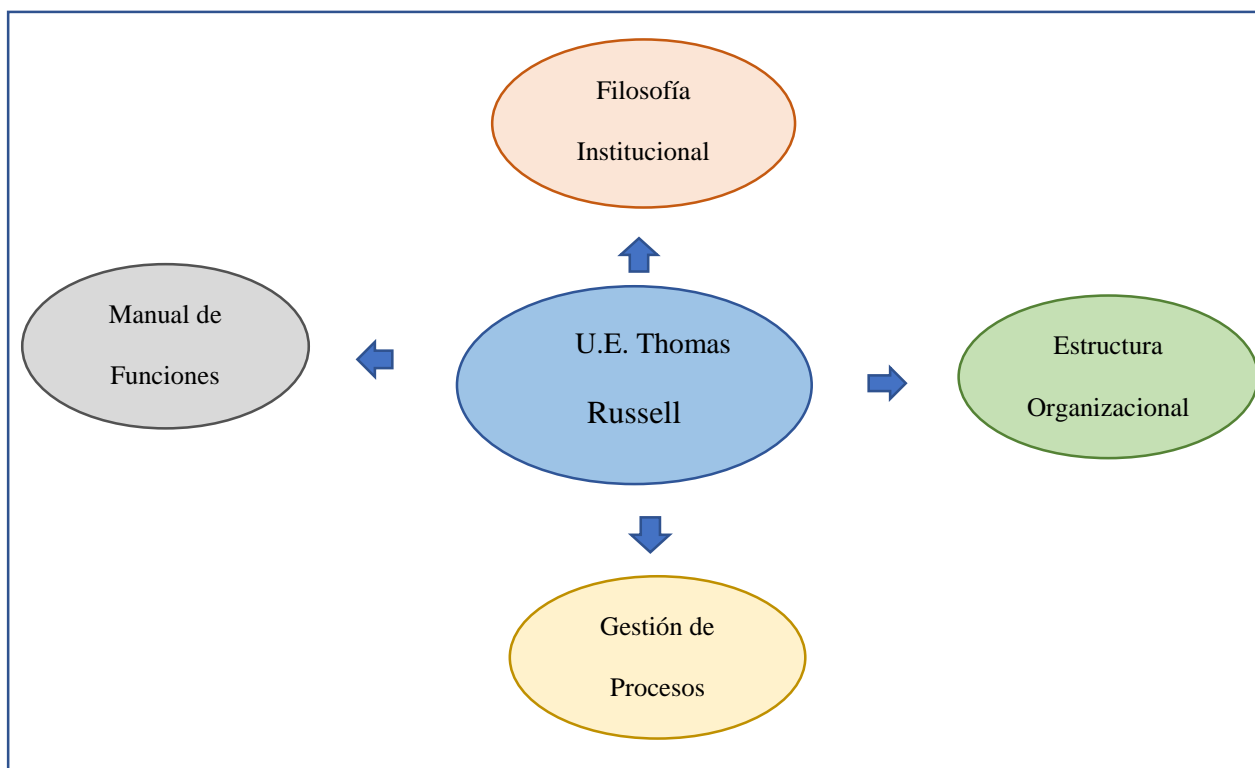 Filosofía
Institucional
Manual de
Funciones
U.E. Thomas
Russell
Estructura
Organizacional
Gestión de
Procesos